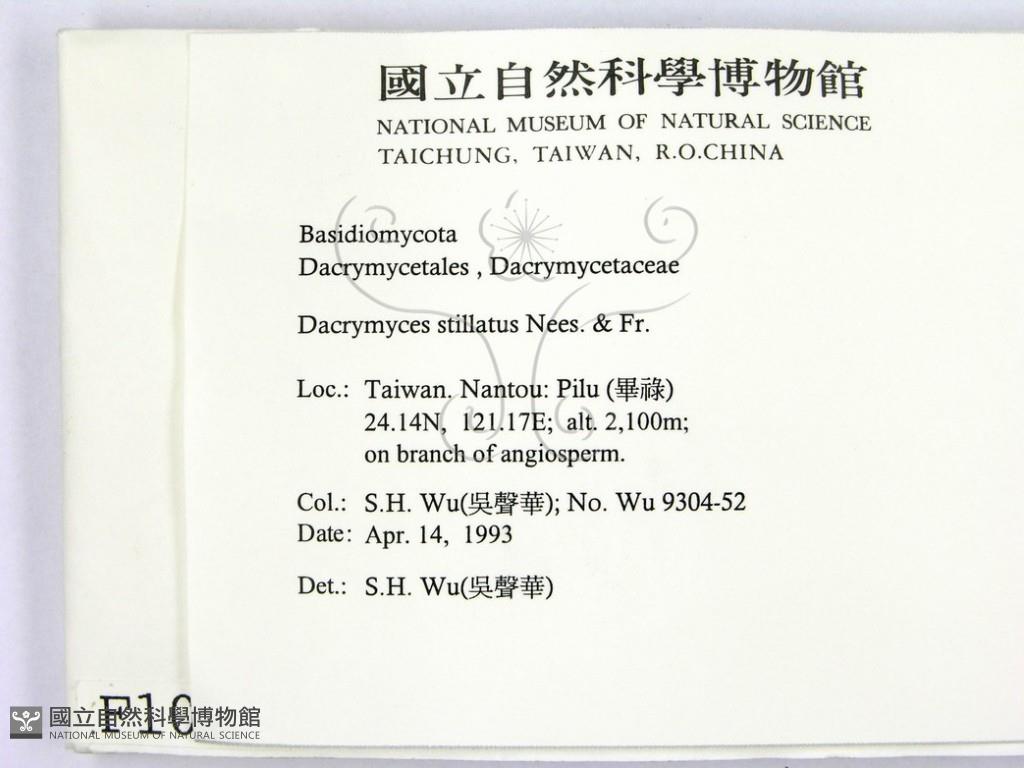 國立自然科學博物館
NATIONAL MUSEUM OF NATURAL SCIENCE
TAICHUNG, TAIWAN, R.O.CHINA
Basidiomycota
Dacrymycetales , Dacrymycetaceae
Dacrymyces stillatus Nees. & Fr.
Loc.: Taiwan. Nantou: Pilu (畢祿)
24.14N, 121.17E; alt. 2,100m;
on branch of angiosperm.
Col.: S.H. Wu(吳聲華); No. Wu 9304-52
Date: Apr. 14, 1993
Det.: S.H. Wu(吳聲華)
國立自然科學博物館
NATIONAL MUSEUM OF NATURAL SCIENCE